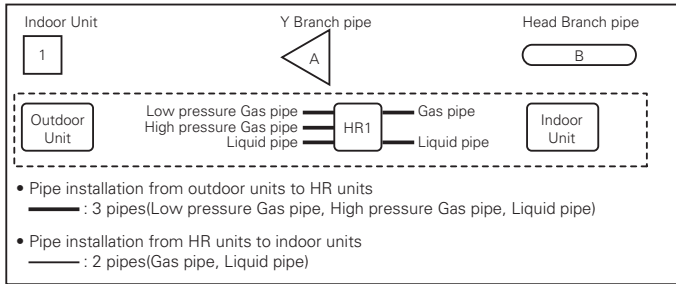 Indoor Unit
Y Branch pipe
Head Branch pipe
1
A
B
Outdoor
Unit
Low pressure Gas pipe
High pressure Gas pipe
Liquid pipe
HR1
Gas pipe
Liquid pipe
Indoor
Unit
• Pipe installation from outdoor units to HR units
: 3 pipes(Low pressure Gas pipe, High pressure Gas pipe, Liquid pipe)
• Pipe installation from HR units to indoor units
: 2 pipes(Gas pipe, Liquid pipe)